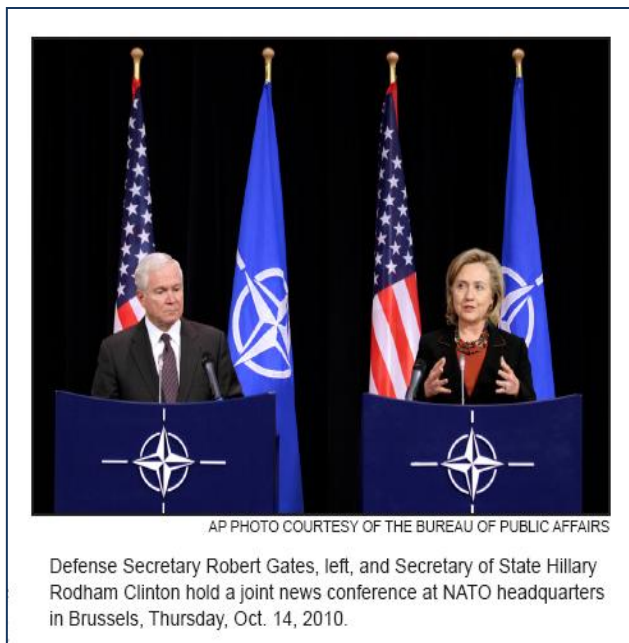 AP PHOTO COURTESY OF THE BUREAU OF PUBLIC AFFAIRS
Defense Secretary Robert Gates, left, and Secretary of State Hillary
Rodham Clinton hold a joint news conference at NATO headquarters
in Brussels, Thursday, Oct. 14, 2010.